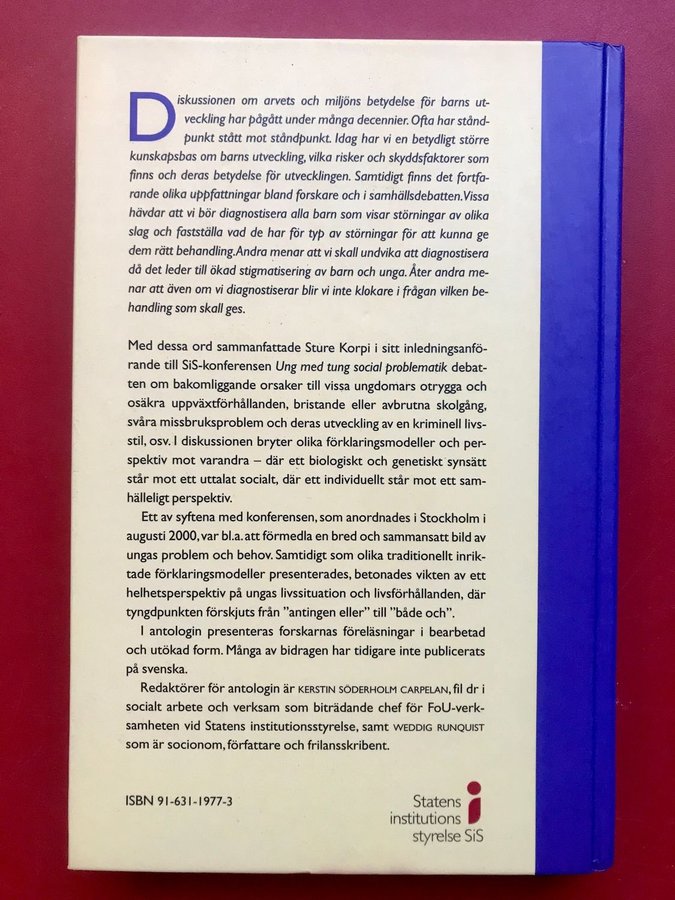 Diskussionen om arvets och miljöns betydelse för barns ut-
veckling har pågått under många decennier. Ofta har stånd-
punkt stått mot ståndpunkt. Idag har vi en betydligt större
kunskapsbas om barns utveckling, vilka risker och skyddsfaktorer som
finns och deras betydelse för utvecklingen. Samtidigt finns det fortfa-
rande olika uppfattningar bland forskare och i samhällsdebatten. Vissa
hävdar att vi bör diagnostisera alla barn som visar störningar av olika
slag och fastställa vad de har för typ av störningar för att kunna ge
dem rätt behandling. Andra menar att vi skall undvika att diagnostisera
då det leder till ökad stigmatisering av barn och unga. Åter andra me-
nar att även om vi diagnostiserar blir vi inte klokare i frågan vilken be-
handling som skall ges.
Med dessa ord sammanfattade Sture Korpi i sitt inledningsanfö-
rande till SiS-konferensen Ung med tung social problematik debat-
ten om bakomliggande orsaker till vissa ungdomars otrygga och
osäkra uppväxtförhållanden, bristande eller avbrutna skolgång,
svåra missbruksproblem och deras utveckling av en kriminell livs-
stil, osv. I diskussionen bryter olika förklaringsmodeller och per-
spektiv mot varandra – där ett biologiskt och genetiskt synsätt
står mot ett uttalat socialt, där ett individuellt står mot ett sam-
hälleligt perspektiv.
Ett av syftena med konferensen, som anordnades i Stockholm i
augusti 2000, var bl.a. att förmedla en bred och sammansatt bild av
ungas problem och behov. Samtidigt som olika traditionellt inrik-
tade förklaringsmodeller presenterades, betonades vikten av ett
helhetsperspektiv på ungas livssituation och livsförhållanden, där
tyngdpunkten förskjuts från ”antingen eller” till ”både och”.
I antologin presenteras forskarnas föreläsningar i bearbetad
och utökad form. Många av bidragen har tidigare inte publicerats
på svenska.
Redaktörer för antologin är KERSTIN SÖDERHOLM CARPELAN, fil dr i
socialt arbete och verksam som biträdande chef för FoU-verk-
samheten vid Statens institutionsstyrelse, samt WEDDIG RUNQUIST
som är socionom, författare och frilansskribent.
ISBN 91-631-1977-3
Statens
institutions
styrelse SiS